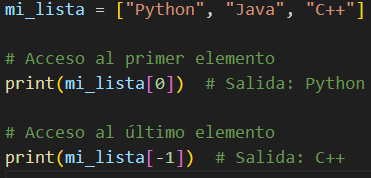 mi_lista = ["Python", "Java", "C++"]
# Acceso al primer elemento
print(mi_lista[0])  # Salida: Python
# Acceso al último elemento
print(mi_lista[-1])  # Salida: C++